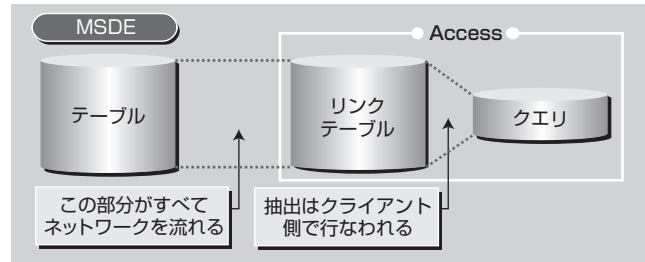 MSDE
Access
テーブル
リンク
テーブル
クエリ
この部分がすべて
ネットワークを流れる
抽出はクライアント
側で行なわれる